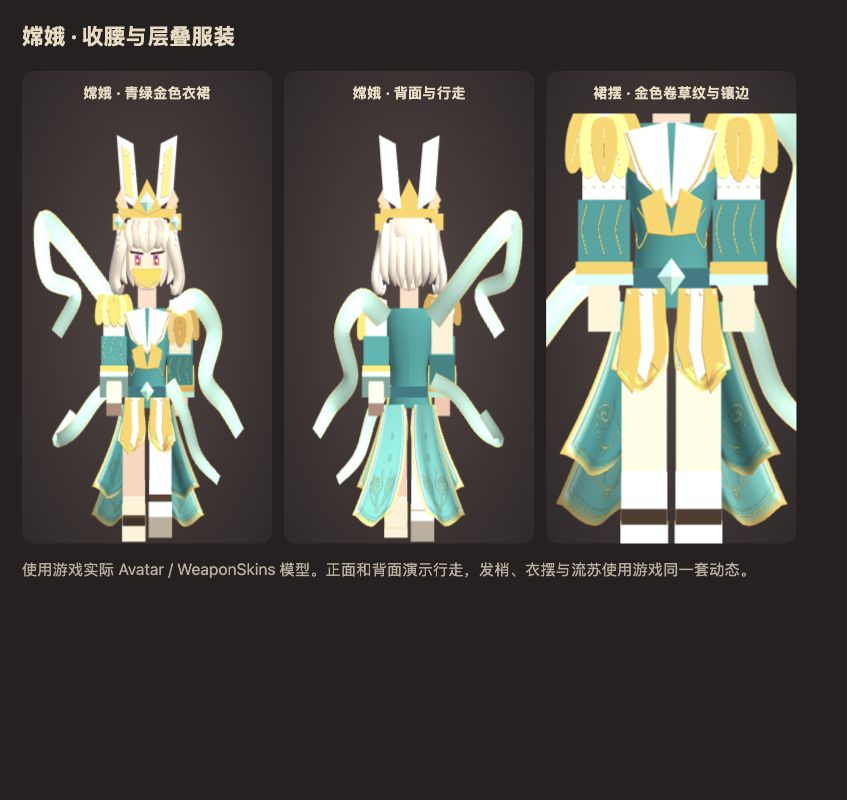 嫦娥 · 收腰与层叠服装
嫦娥 · 青绿金色衣裙
嫦娥 · 背面与行走
裙摆 · 金色卷草纹与镶边
使用游戏实际 Avatar / WeaponSkins 模型。正面和背面演示行走，发梢、衣摆与流苏使用游戏同一套动态。